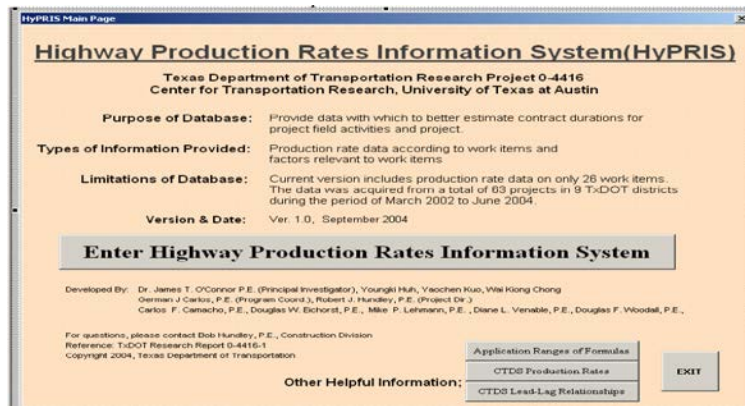 HyPRIS Main Page
Highway Production Rates Information System(HyPRIS)
Texas Department of Transportation Research Project 0-4416
Center for Transportation Research, University of Texas at Austin
Purpose of Database: Provide data with which to better estimate contract durations for
project field activities and project.
Types of Information Provided: Production rate data according to work items and
factors relevant to work items
Limitations of Database: Current version includes production rate data on only 26 work items.
The data was acquired from a total of 63 projects in 9 TxDOT districts
during the period of March 2002 to June 2004.
Version & Date: Ver. 1.0, September 2004
Enter Highway Production Rates Information System
Developed By: Dr. James T. O'Connor P.E. (Principal Investigator), Youngki Huh, Yaochen Kuo, Wai Kiong Chong
German J Carlos, P.E. (Program Coord.), Robert J. Hundley, P.E. (Project Dir.)
Carlos F. Camacho, P.E., Douglas W. Eichorst, P.E., Mike P. Lehmann, P.E. , Diane L. Venable, P.E., Douglas F. Woodall, P.E.,
For questions, please contact Bob Hundley, P.E., Construction Division
Reference: TxDOT Research Report 0-4416-1
Copyright 2004, Texas Department of Transportation
Other Helpful Information;
Application Ranges of Formulas
CTDS Production Rates
CTDS Lead-Lag Relationships
EXIT